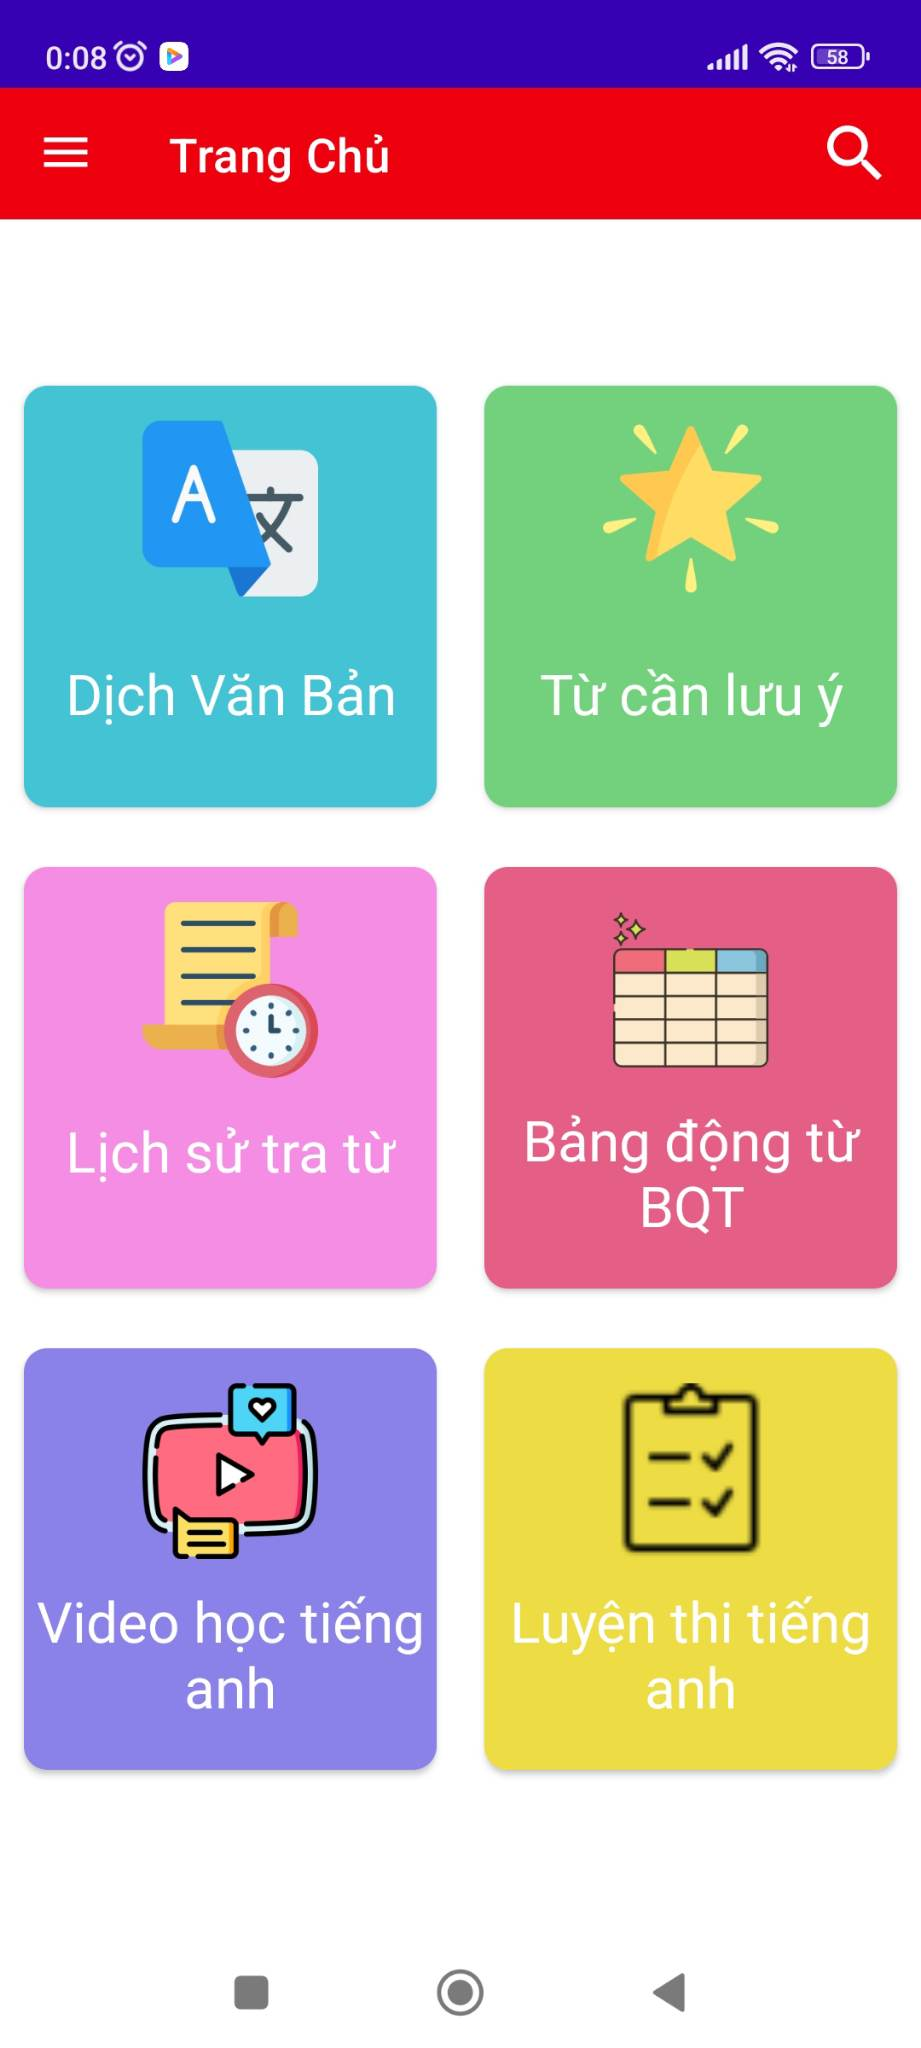 0:08
58
Trang Chủ
A 文
Dịch Văn Bản
Từ cần lưu ý
Lịch sử tra từ
Bảng động từ
BQT
Video học tiếng
anh
Luyện thi tiếng
anh